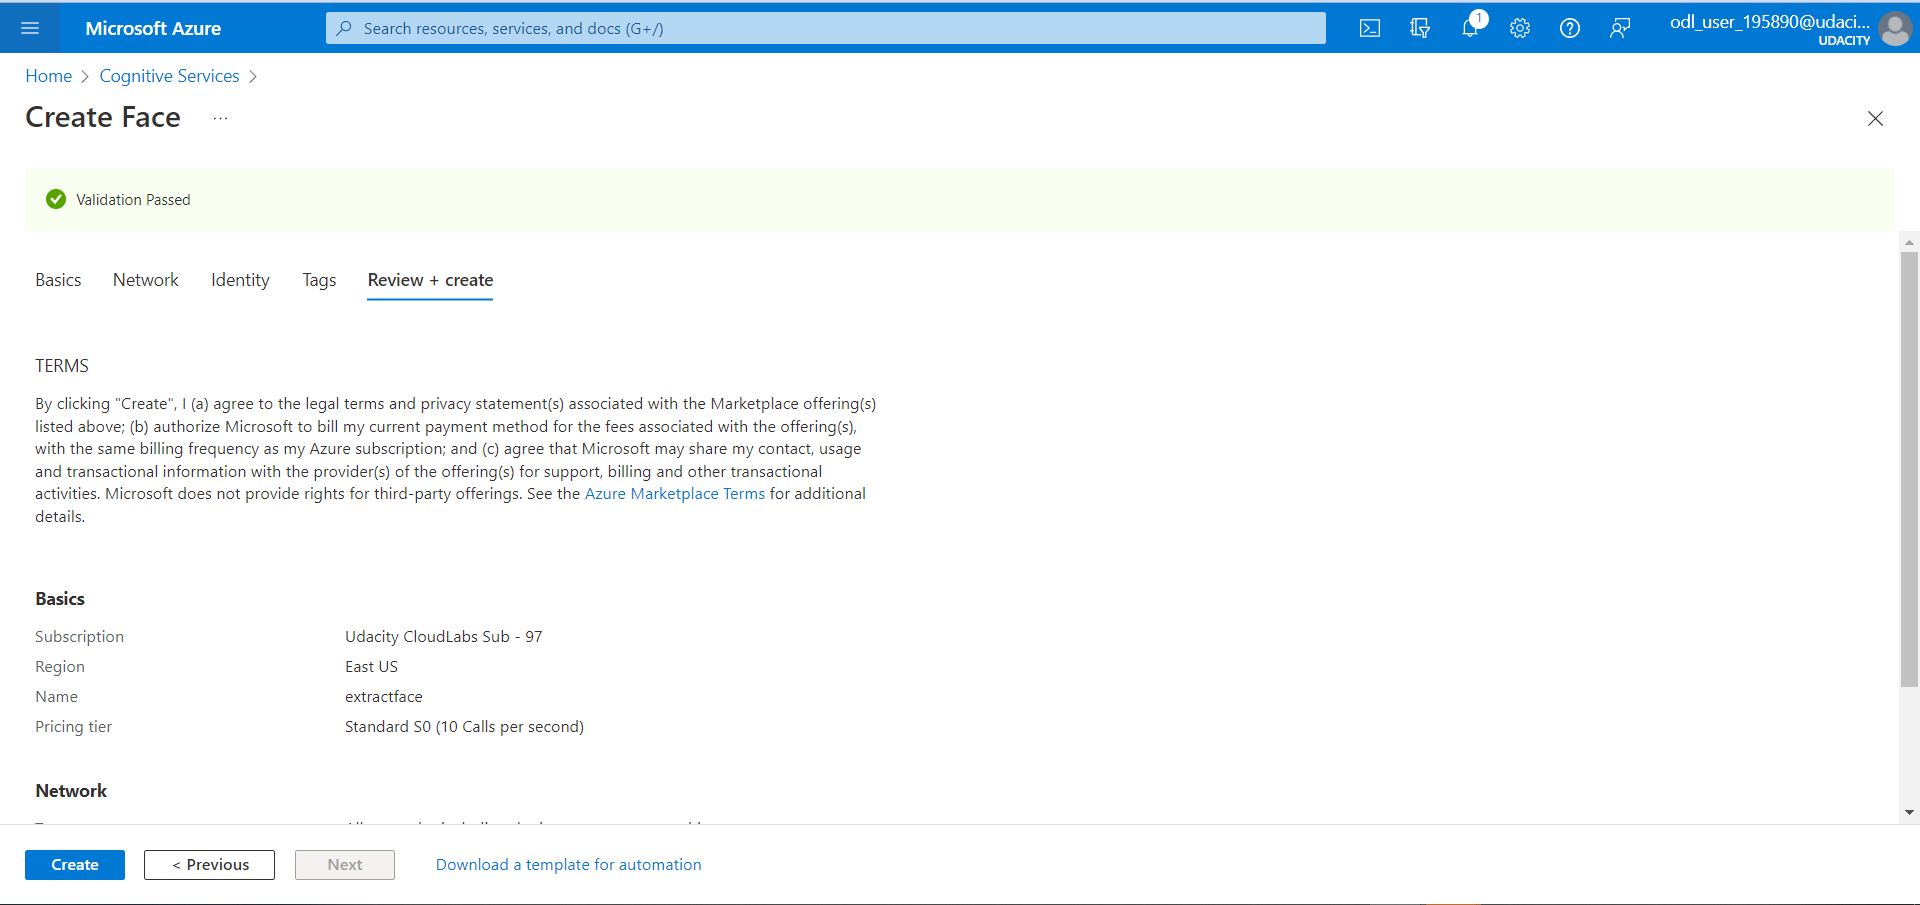 Microsoft Azure
Search resources, services, and docs (G+/)
1
odl_user_195890@udaci...
UDACITY
Home > Cognitive Services >
Create Face ...
Validation Passed
Basics Network Identity Tags Review + create
TERMS
By clicking "Create", I (a) agree to the legal terms and privacy statement(s) associated with the Marketplace offering(s)
listed above; (b) authorize Microsoft to bill my current payment method for the fees associated with the offering(s),
with the same billing frequency as my Azure subscription; and (c) agree that Microsoft may share my contact, usage
and transactional information with the provider(s) of the offering(s) for support, billing and other transactional
activities. Microsoft does not provide rights for third-party offerings. See the Azure Marketplace Terms for additional
details.
Basics
Subscription Udacity CloudLabs Sub - 97
Region East US
Name extractface
Pricing tier Standard S0 (10 Calls per second)
Network
Create < Previous Next Download a template for automation